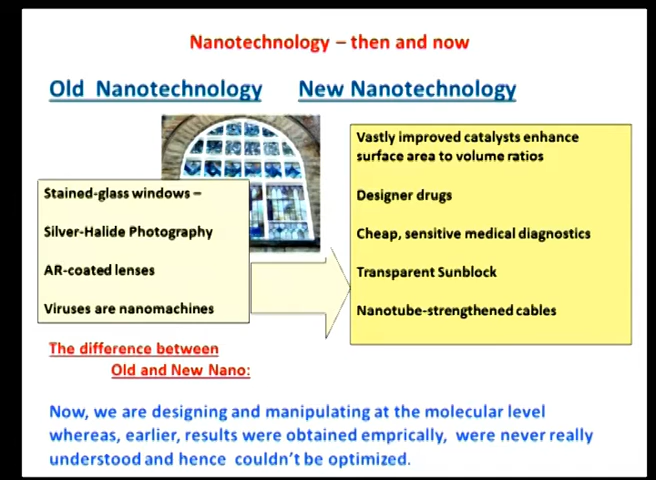 Nanotechnology – then and now
Old Nanotechnology
New Nanotechnology
Stained-glass windows –
Silver-Halide Photography
AR-coated lenses
Viruses are nanomachines
Vastly improved catalysts enhance
surface area to volume ratios
Designer drugs
Cheap, sensitive medical diagnostics
Transparent Sunblock
Nanotube-strengthened cables
The difference between
Old and New Nano:
Now, we are designing and manipulating at the molecular level
whereas, earlier, results were obtained emprically, were never really
understood and hence couldn't be optimized.